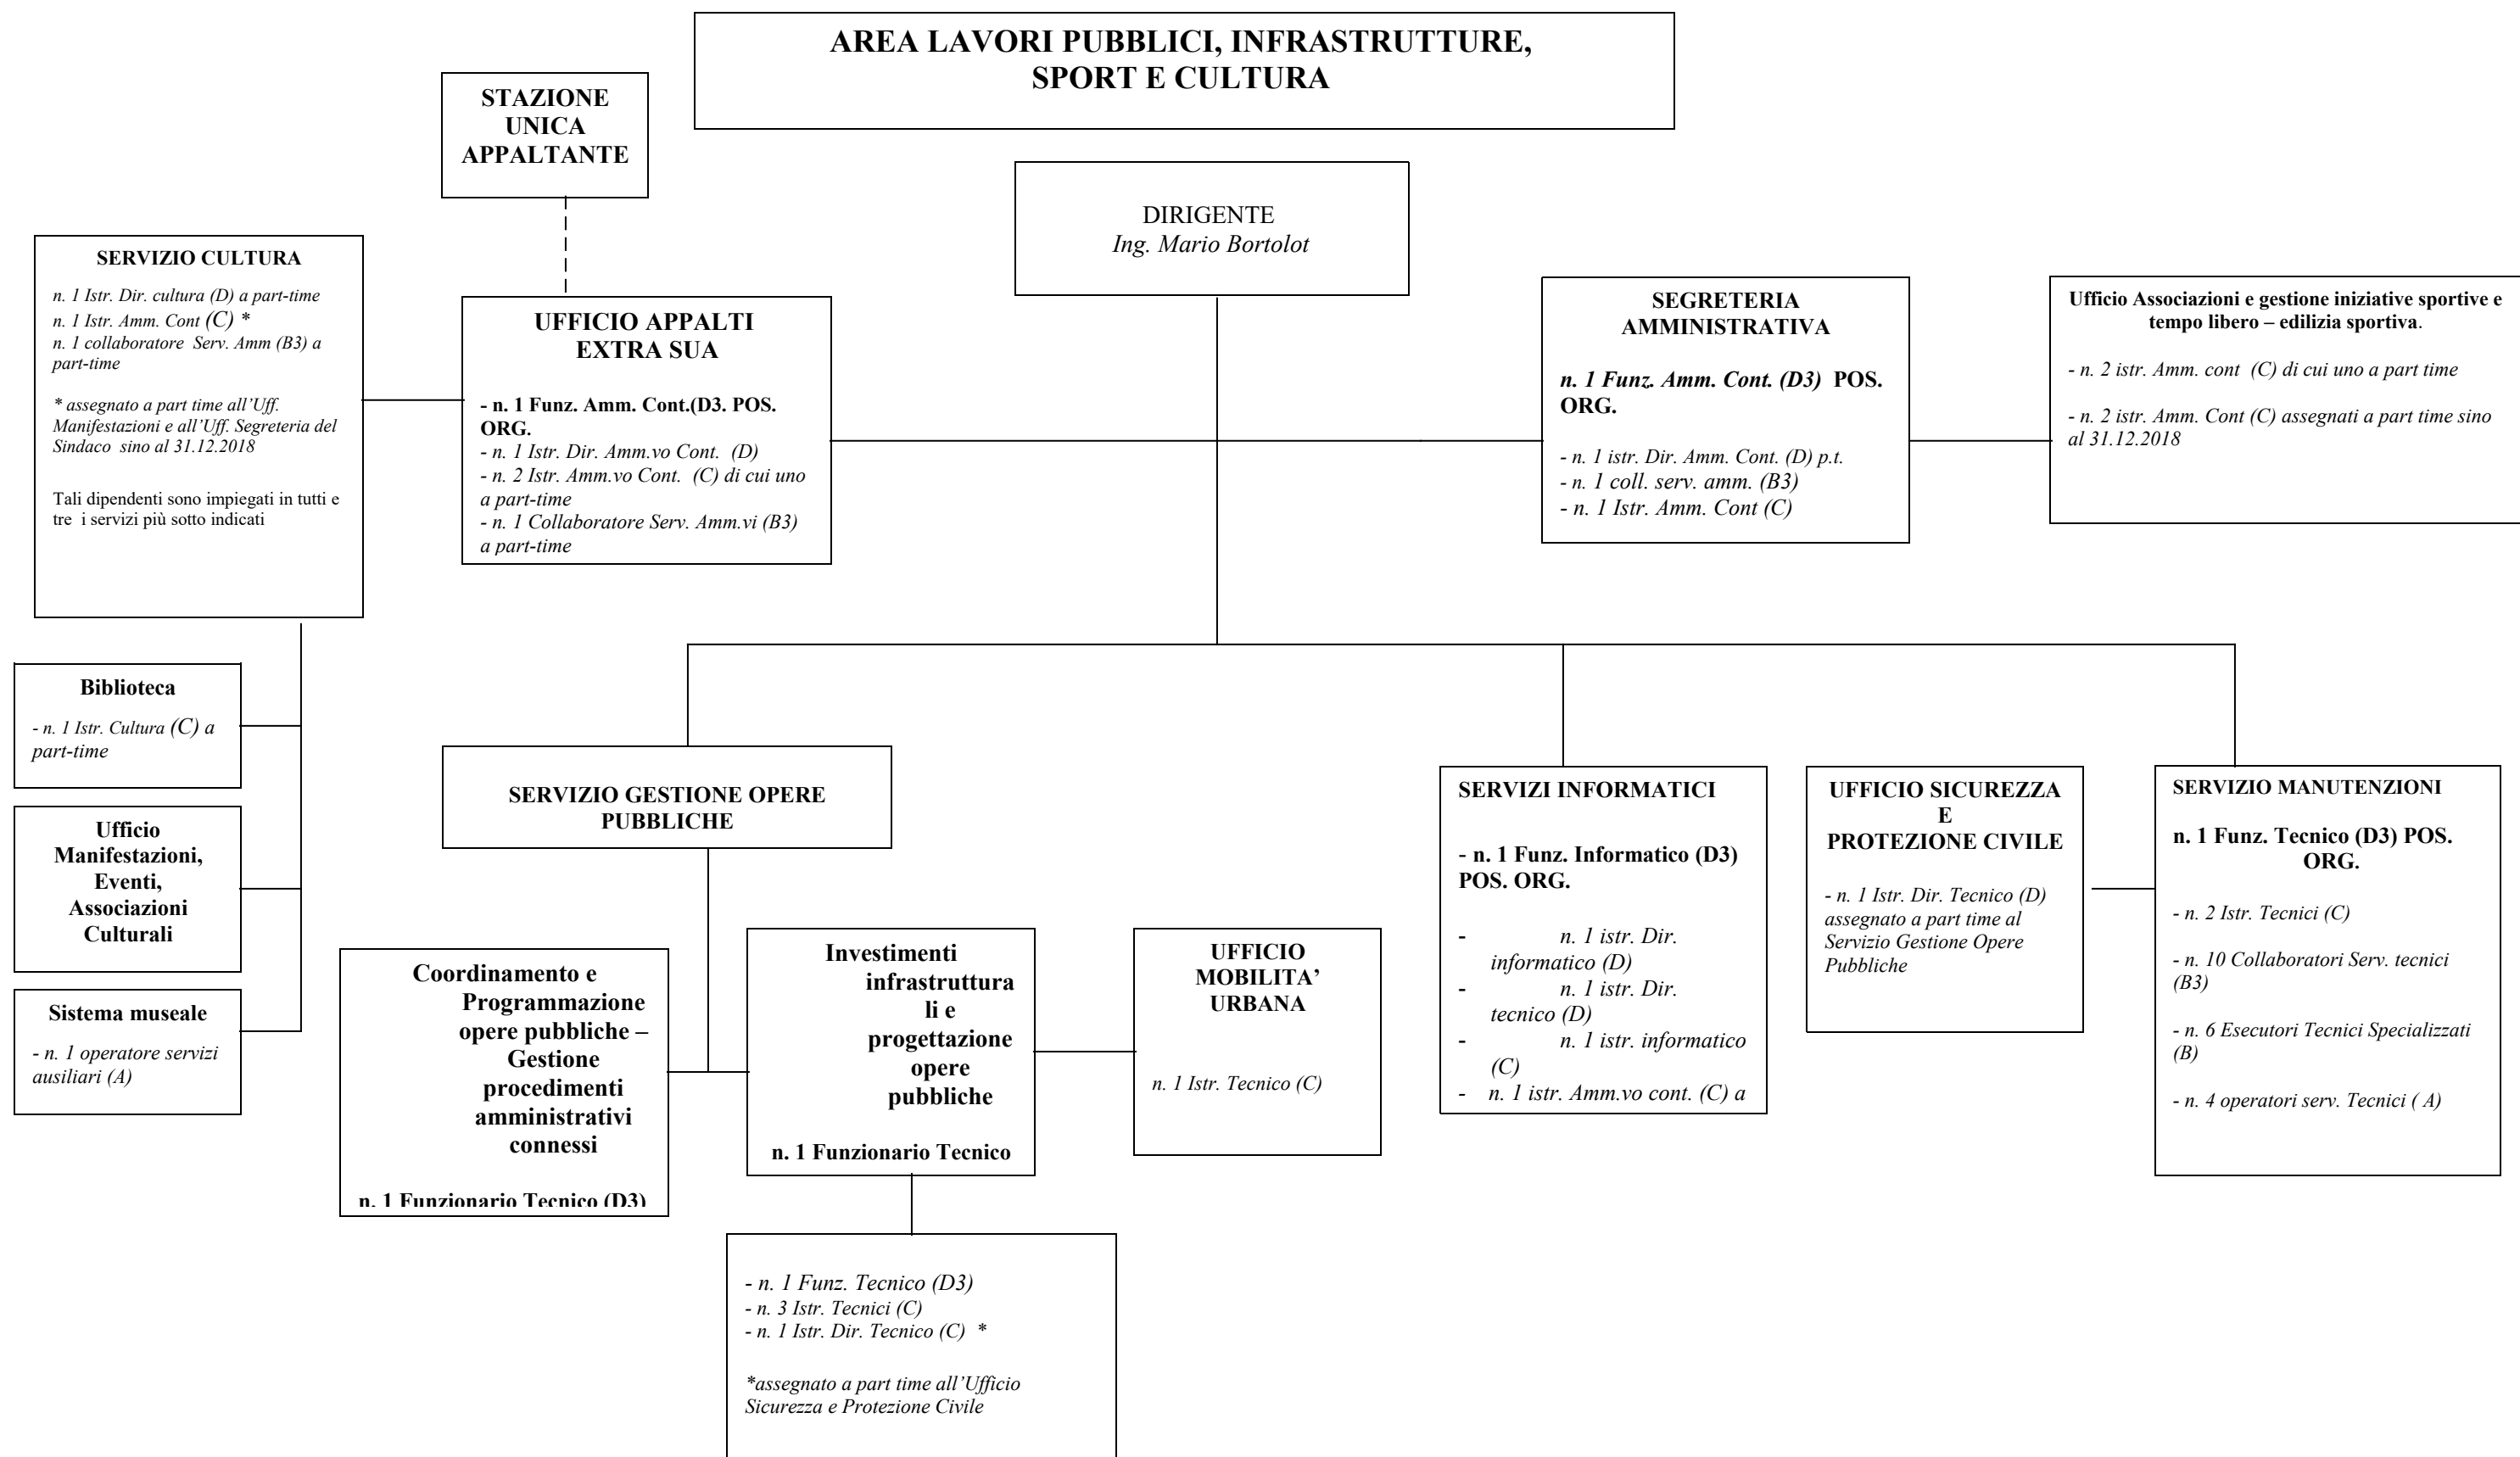 AREA LAVORI PUBBLICI, INFRASTRUTTURE,
SPORT E CULTURA
STAZIONE
UNICA
APPALTANTE
DIRIGENTE
Ing. Mario Bortolot
SERVIZIO CULTURA
n. 1 Istr. Dir. cultura (D) a part-time
n. 1 Istr. Amm. Cont (C) *
n. 1 collaboratore Serv. Amm (B3) a
part-time
* assegnato a part time all’Uff.
Manifestazioni e all’Uff. Segreteria del
Sindaco sino al 31.12.2018
Tali dipendenti sono impiegati in tutti e
tre i servizi più sotto indicati
UFFICIO APPALTI
EXTRA SUA
- n. 1 Funz. Amm. Cont.(D3. POS.
ORG.
- n. 1 Istr. Dir. Amm.vo Cont. (D)
- n. 2 Istr. Amm.vo Cont. (C) di cui uno
a part-time
- n. 1 Collaboratore Serv. Amm.vi (B3)
a part-time
SEGRETERIA
AMMINISTRATIVA
n. 1 Funz. Amm. Cont. (D3) POS.
ORG.
- n. 1 istr. Dir. Amm. Cont. (D) p.t.
- n. 1 coll. serv. amm. (B3)
- n. 1 Istr. Amm. Cont (C)
Ufficio Associazioni e gestione iniziative sportive e
tempo libero – edilizia sportiva.
- n. 2 istr. Amm. cont (C) di cui uno a part time
- n. 2 istr. Amm. Cont (C) assegnati a part time sino
al 31.12.2018
Biblioteca
- n. 1 Istr. Cultura (C) a
part-time
Ufficio
Manifestazioni,
Eventi,
Associazioni
Culturali
Sistema museale
- n. 1 operatore servizi
ausiliari (A)
SERVIZIO GESTIONE OPERE
PUBBLICHE
Coordinamento e
Programmazione
opere pubbliche –
Gestione
procedimenti
amministrativi
connessi
n. 1 Funzionario Tecnico (D3)
Investimenti
infrastruttura
li e
progettazione
opere
pubbliche
n. 1 Funzionario Tecnico
UFFICIO
MOBILITA’
URBANA
n. 1 Istr. Tecnico (C)
SERVIZI INFORMATICI
- n. 1 Funz. Informatico (D3)
POS. ORG.
- n. 1 istr. Dir.
informatico (D)
- n. 1 istr. Dir.
tecnico (D)
- n. 1 istr. informatico
(C)
- n. 1 istr. Amm.vo cont. (C) a
UFFICIO SICUREZZA
E
PROTEZIONE CIVILE
- n. 1 Istr. Dir. Tecnico (D)
assegnato a part time al
Servizio Gestione Opere
Pubbliche
SERVIZIO MANUTENZIONI
n. 1 Funz. Tecnico (D3) POS.
ORG.
- n. 2 Istr. Tecnici (C)
- n. 10 Collaboratori Serv. tecnici
(B3)
- n. 6 Esecutori Tecnici Specializzati
(B)
- n. 4 operatori serv. Tecnici ( A)
- n. 1 Funz. Tecnico (D3)
- n. 3 Istr. Tecnici (C)
- n. 1 Istr. Dir. Tecnico (C) *
*assegnato a part time all’Ufficio
Sicurezza e Protezione Civile